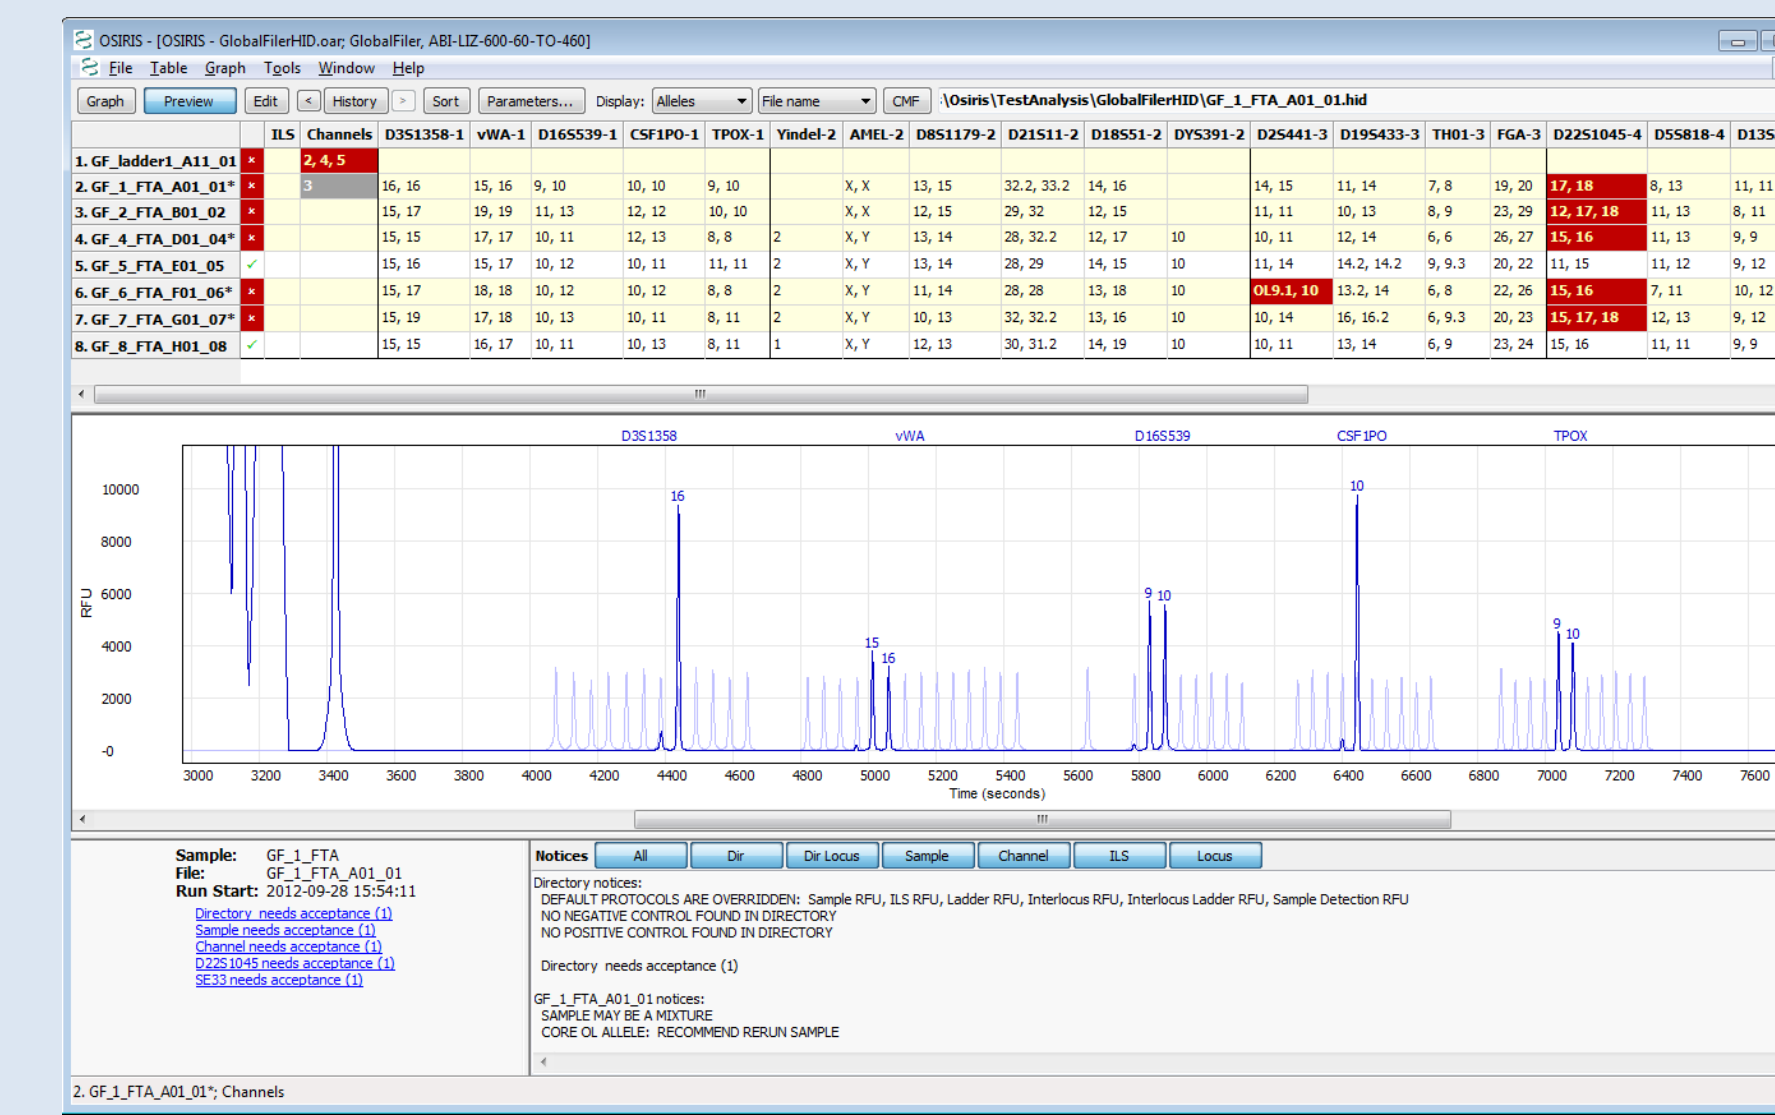 OSIRIS - [OSIRIS - GlobalFilerHID.oar; GlobalFiler, ABI-LIZ-600-60-TO-460]
File Table Graph Tools Window Help
Graph Preview Edit < History > Sort Parameters... Display: Alleles File name CMF :\Osiris\TestAnalysis\GlobalFilerHID\GF_1_FTA_A01_01.hid
ILS Channels D3S1358-1 vWA-1 D16S539-1 CSF1PO-1 TPOX-1 Yindel-2 AMEL-2 D8S1179-2 D21S11-2 D18S51-2 DYS391-2 D2S441-3 D19S433-3 TH01-3 FGA-3 D22S1045-4 D5S818-4 D13S
1. GF_ladder1_A11_01 2, 4, 5
2. GF_1_FTA_A01_01* 3 16, 16 15, 16 9, 10 10, 10 9, 10 X, X 13, 15 32.2, 33.2 14, 16 14, 15 11, 14 7, 8 19, 20 17, 18 8, 13 11, 11
3. GF_2_FTA_B01_02 15, 17 19, 19 11, 13 12, 12 10, 10 X, X 12, 15 29, 32 12, 15 11, 11 10, 13 8, 9 23, 29 12, 17, 18 11, 13 8, 11
4. GF_4_FTA_D01_04* 15, 15 17, 17 10, 11 12, 13 8, 8 2 X, Y 13, 14 28, 32.2 12, 17 10 10, 11 12, 14 6, 6 26, 27 15, 16 11, 13 9, 9
5. GF_5_FTA_E01_05 15, 16 15, 17 10, 12 10, 11 11, 11 2 X, Y 13, 14 28, 29 14, 15 10 11, 14 14.2, 14.2 9, 9.3 20, 22 11, 15 11, 12 9, 12
6. GF_6_FTA_F01_06* 15, 17 18, 18 10, 12 10, 12 8, 8 2 X, Y 11, 14 28, 28 13, 18 10 OL9.1, 10 13.2, 14 6, 8 22, 26 15, 16 7, 11 10, 12
7. GF_7_FTA_G01_07* 15, 19 17, 18 10, 13 10, 11 8, 11 2 X, Y 10, 13 32, 32.2 13, 16 10 10, 14 16, 16.2 6, 9.3 20, 23 15, 17, 18 12, 13 9, 12
8. GF_8_FTA_H01_08 15, 15 16, 17 10, 11 10, 13 8, 11 1 X, Y 12, 13 30, 31.2 14, 19 10 10, 11 13, 14 6, 9 23, 24 15, 16 11, 11 9, 9
D3S1358 vWA D16S539 CSF1PO TPOX
10000
8000
6000
4000
2000
-0
RFU
16
15
16
9 10
10
9
10
3000 3200 3400 3600 3800 4000 4200 4400 4600 4800 5000 5200 5400 5600 5800 6000 6200 6400 6600 6800 7000 7200 7400 7600
Time (seconds)
Sample: GF_1_FTA
File: GF_1_FTA_A01_01
Run Start: 2012-09-28 15:54:11
Directory needs acceptance (1)
Sample needs acceptance (1)
Channel needs acceptance (1)
D22S1045 needs acceptance (1)
SE33 needs acceptance (1)
Notices All Dir Dir Locus Sample Channel ILS Locus
Directory notices:
DEFAULT PROTOCOLS ARE OVERRIDDEN: Sample RFU, ILS RFU, Ladder RFU, Interlocus RFU, Interlocus Ladder RFU, Sample Detection RFU
NO NEGATIVE CONTROL FOUND IN DIRECTORY
NO POSITIVE CONTROL FOUND IN DIRECTORY
Directory needs acceptance (1)
GF_1_FTA_A01_01 notices:
SAMPLE MAY BE A MIXTURE
CORE OL ALLELE: RECOMMEND RERUN SAMPLE
2. GF_1_FTA_A01_01*; Channels